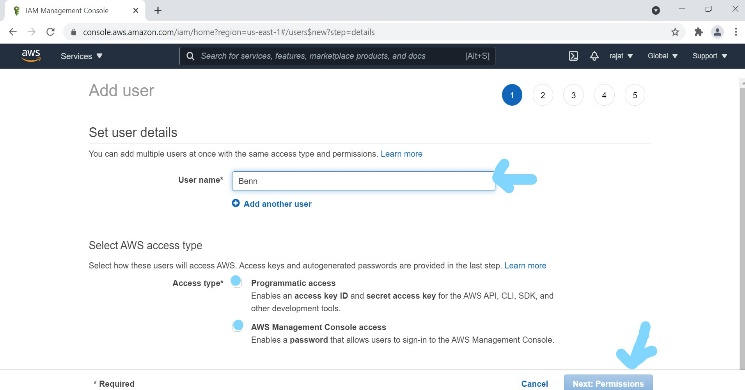 IAM Management Console
console.aws.amazon.com/iam/home?region=us-east-1#/users$new?step=details
aws Services Search for services, features, marketplace products, and docs [Alt+S] rajat Global Support
Add user 1 2 3 4 5
Set user details
You can add multiple users at once with the same access type and permissions. Learn more
User name* Benn
Add another user
Select AWS access type
Select how these users will access AWS. Access keys and autogenerated passwords are provided in the last step. Learn more
Access type* Programmatic access
Enables an access key ID and secret access key for the AWS API, CLI, SDK, and
other development tools.
AWS Management Console access
Enables a password that allows users to sign-in to the AWS Management Console.
* Required Cancel Next: Permissions